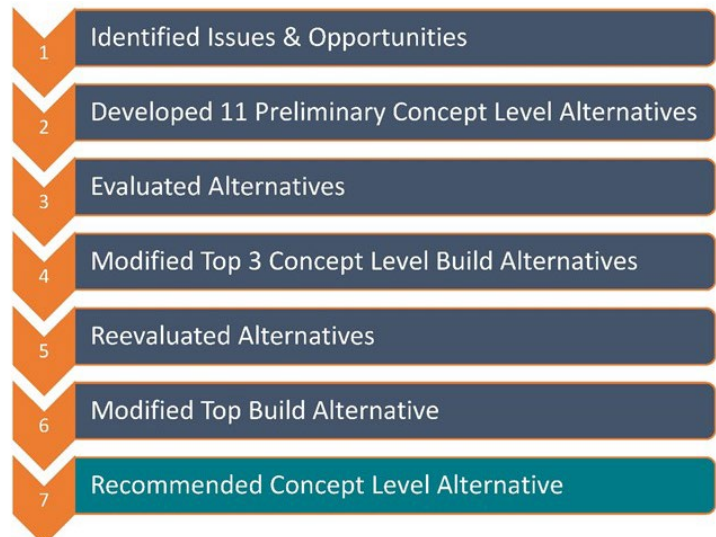 1 Identified Issues & Opportunities
2 Developed 11 Preliminary Concept Level Alternatives
3 Evaluated Alternatives
4 Modified Top 3 Concept Level Build Alternatives
5 Reevaluated Alternatives
6 Modified Top Build Alternative
7 Recommended Concept Level Alternative